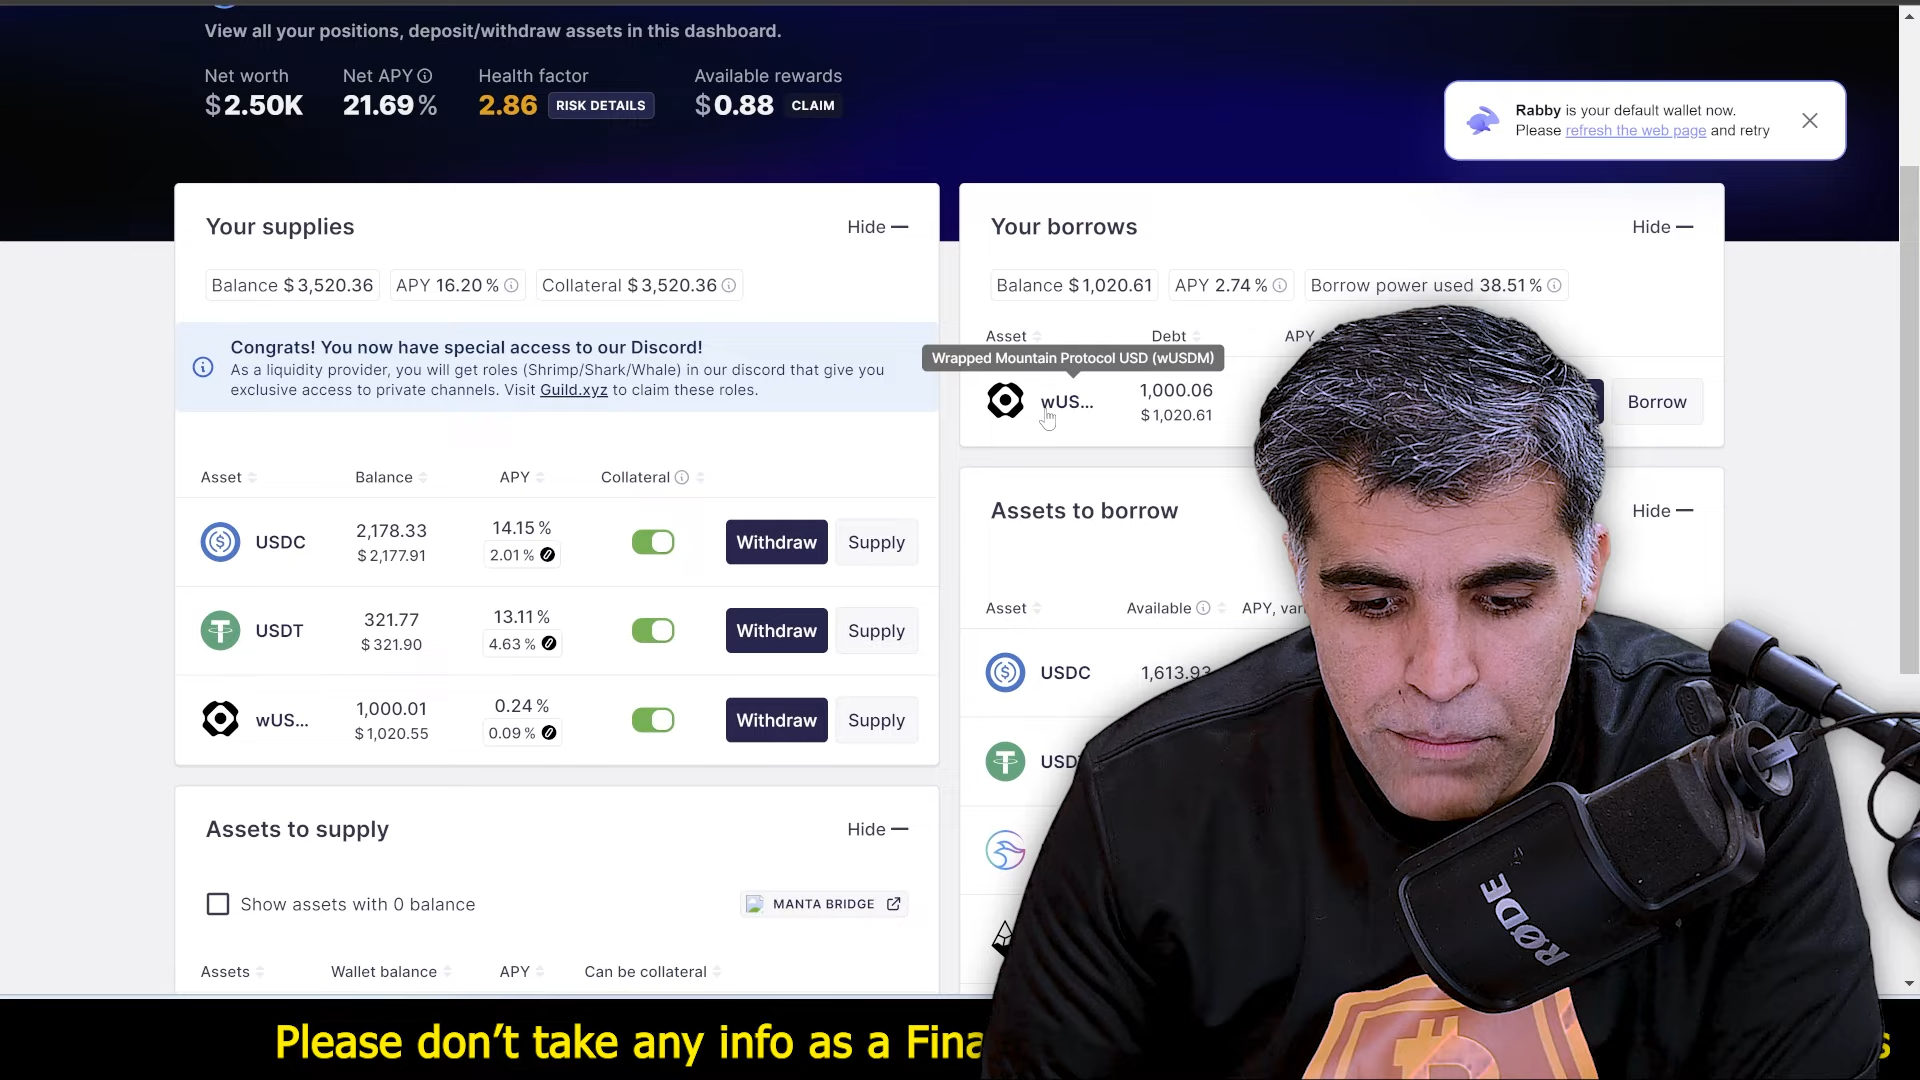 View all your positions, deposit/withdraw assets in this dashboard.
Net worth
Net APY
Health factor
Available rewards
$2.50K
21.69%
2.86
RISK DETAILS
$0.88
CLAIM
Rabby is your default wallet now.
Please refresh the web page and retry
Your supplies
Hide
Balance $3,520.36
APY 16.20%
Collateral $3,520.36
Congrats! You now have special access to our Discord!
As a liquidity provider, you will get roles (Shrimp/Shark/Whale) in our discord that give you
exclusive access to private channels. Visit Guild.xyz to claim these roles.
Asset
Balance
APY
Collateral
USDC
2,178.33
$2,177.91
14.15%
2.01%
Withdraw
Supply
USDT
321.77
$321.90
13.11%
4.63%
Withdraw
Supply
wUS...
1,000.01
$1,020.55
0.24%
0.09%
Withdraw
Supply
Assets to supply
Hide
Show assets with 0 balance
MANTA BRIDGE
Assets
Wallet balance
APY
Can be collateral
Your borrows
Hide
Balance $1,020.61
APY 2.74%
Borrow power used 38.51%
Asset
Debt
APY
Wrapped Mountain Protocol USD (wUSDM)
wUS...
1,000.06
$1,020.61
Borrow
Assets to borrow
Hide
Asset
Available
APY,
USDC
1,613.93
RØDE
Please don't take any info as a